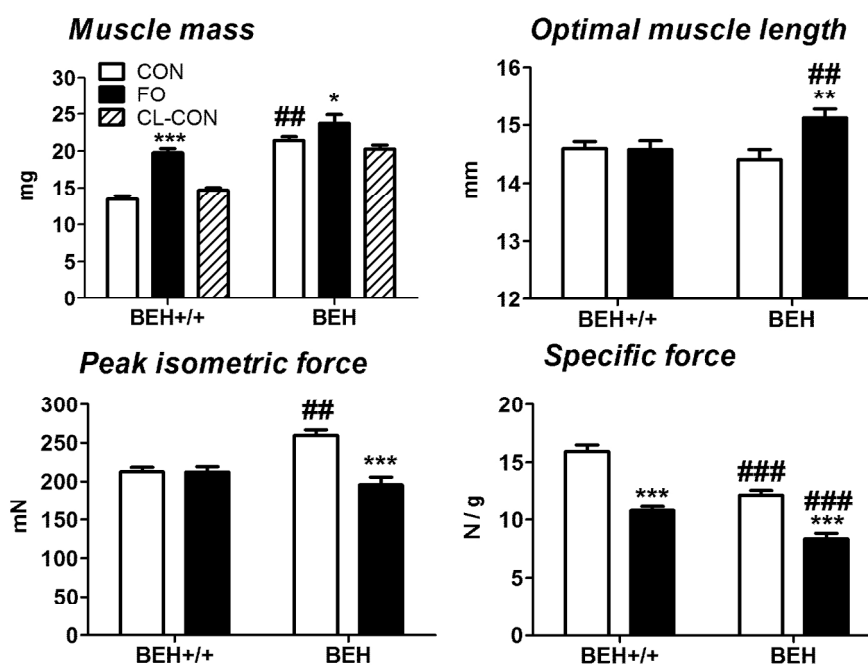 Muscle mass
CON
FO
CL-CON
30
25
20
15
10
5
0
mg
***
##
*
BEH+/+
BEH
Optimal muscle length
16
15
14
13
12
mm
##
**
BEH+/+
BEH
Peak isometric force
300
250
200
150
100
50
0
mN
##
***
BEH+/+
BEH
Specific force
20
15
10
5
0
N / g
***
###
###
***
BEH+/+
BEH